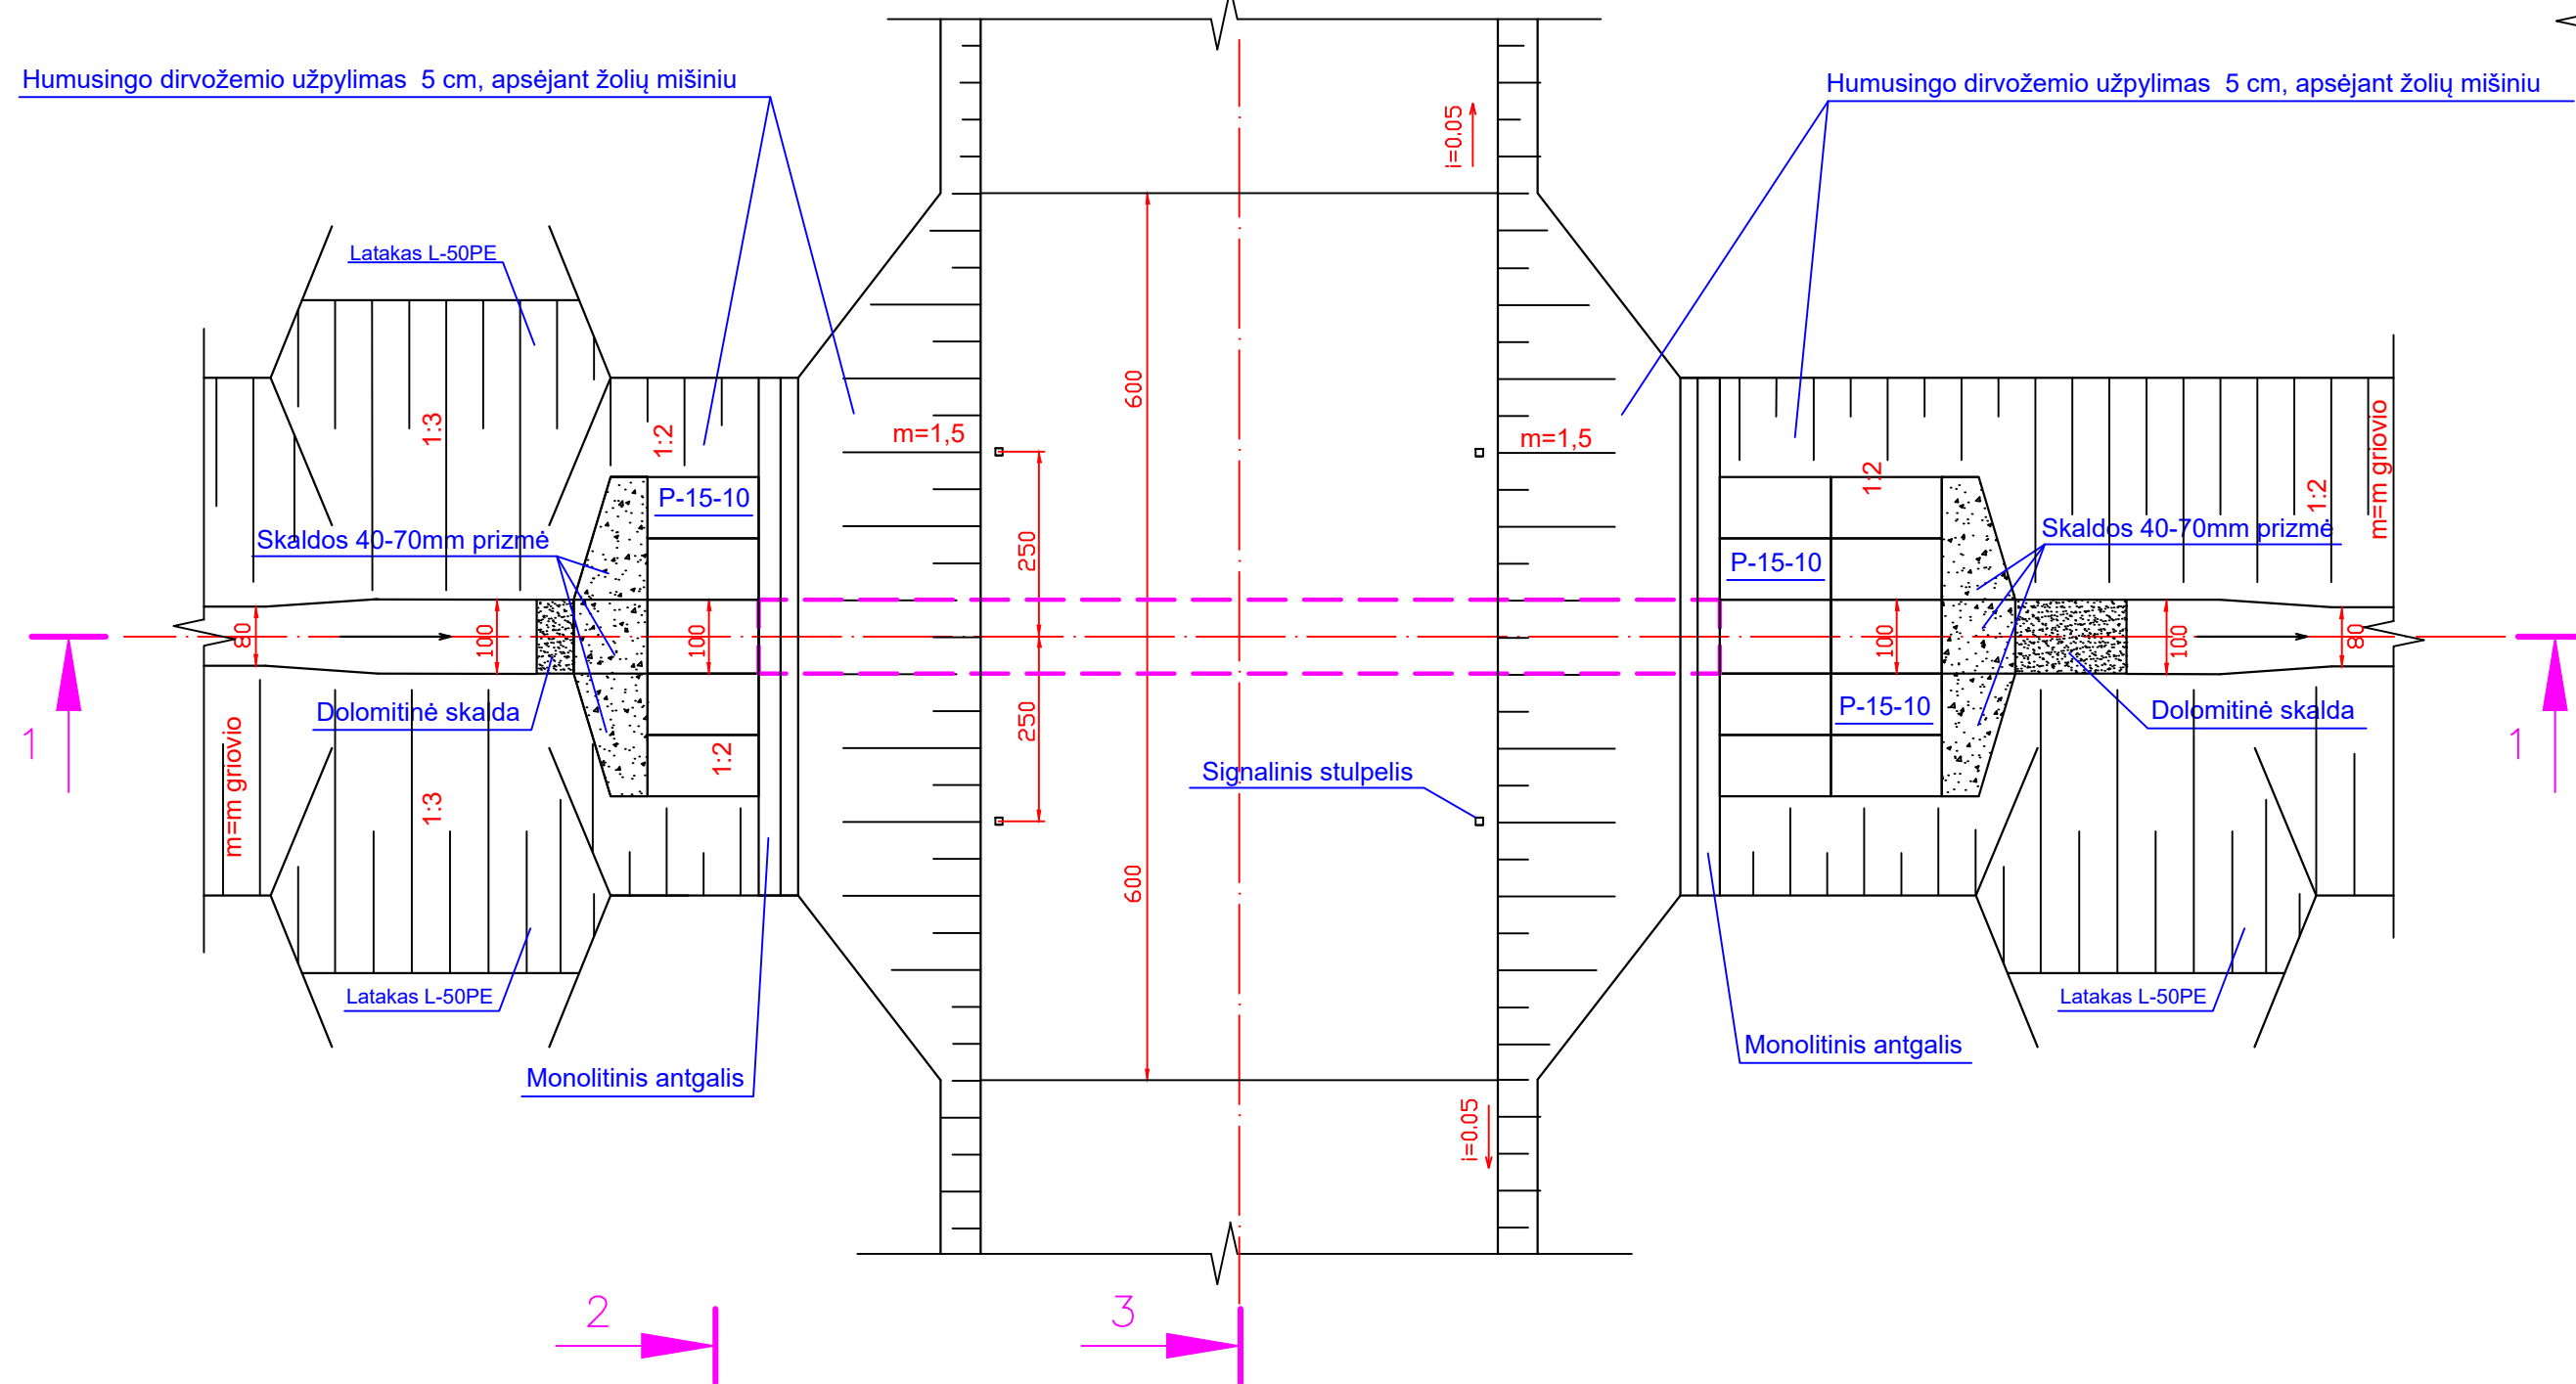 Humusingo dirvožemio užpylimas 5 cm, apsėjant žolių mišiniu
Humusingo dirvožemio užpylimas 5 cm, apsėjant žolių mišiniu
i=0.05
Latakas L-50PE
600
1:3
1:2
m=1,5
m=1,5
m=m griovio
1:2
1:2
P-15-10
Skaldos 40-70mm prizmė
250
P-15-10
Skaldos 40-70mm prizmė
80
100
100
100
100
80
1
Dolomitinė skalda
250
P-15-10
Dolomitinė skalda
1
m=m griovio
1:2
1:3
Signalinis stulpelis
600
Latakas L-50PE
Latakas L-50PE
Monolitinis antgalis
Monolitinis antgalis
i=0.05
2
3